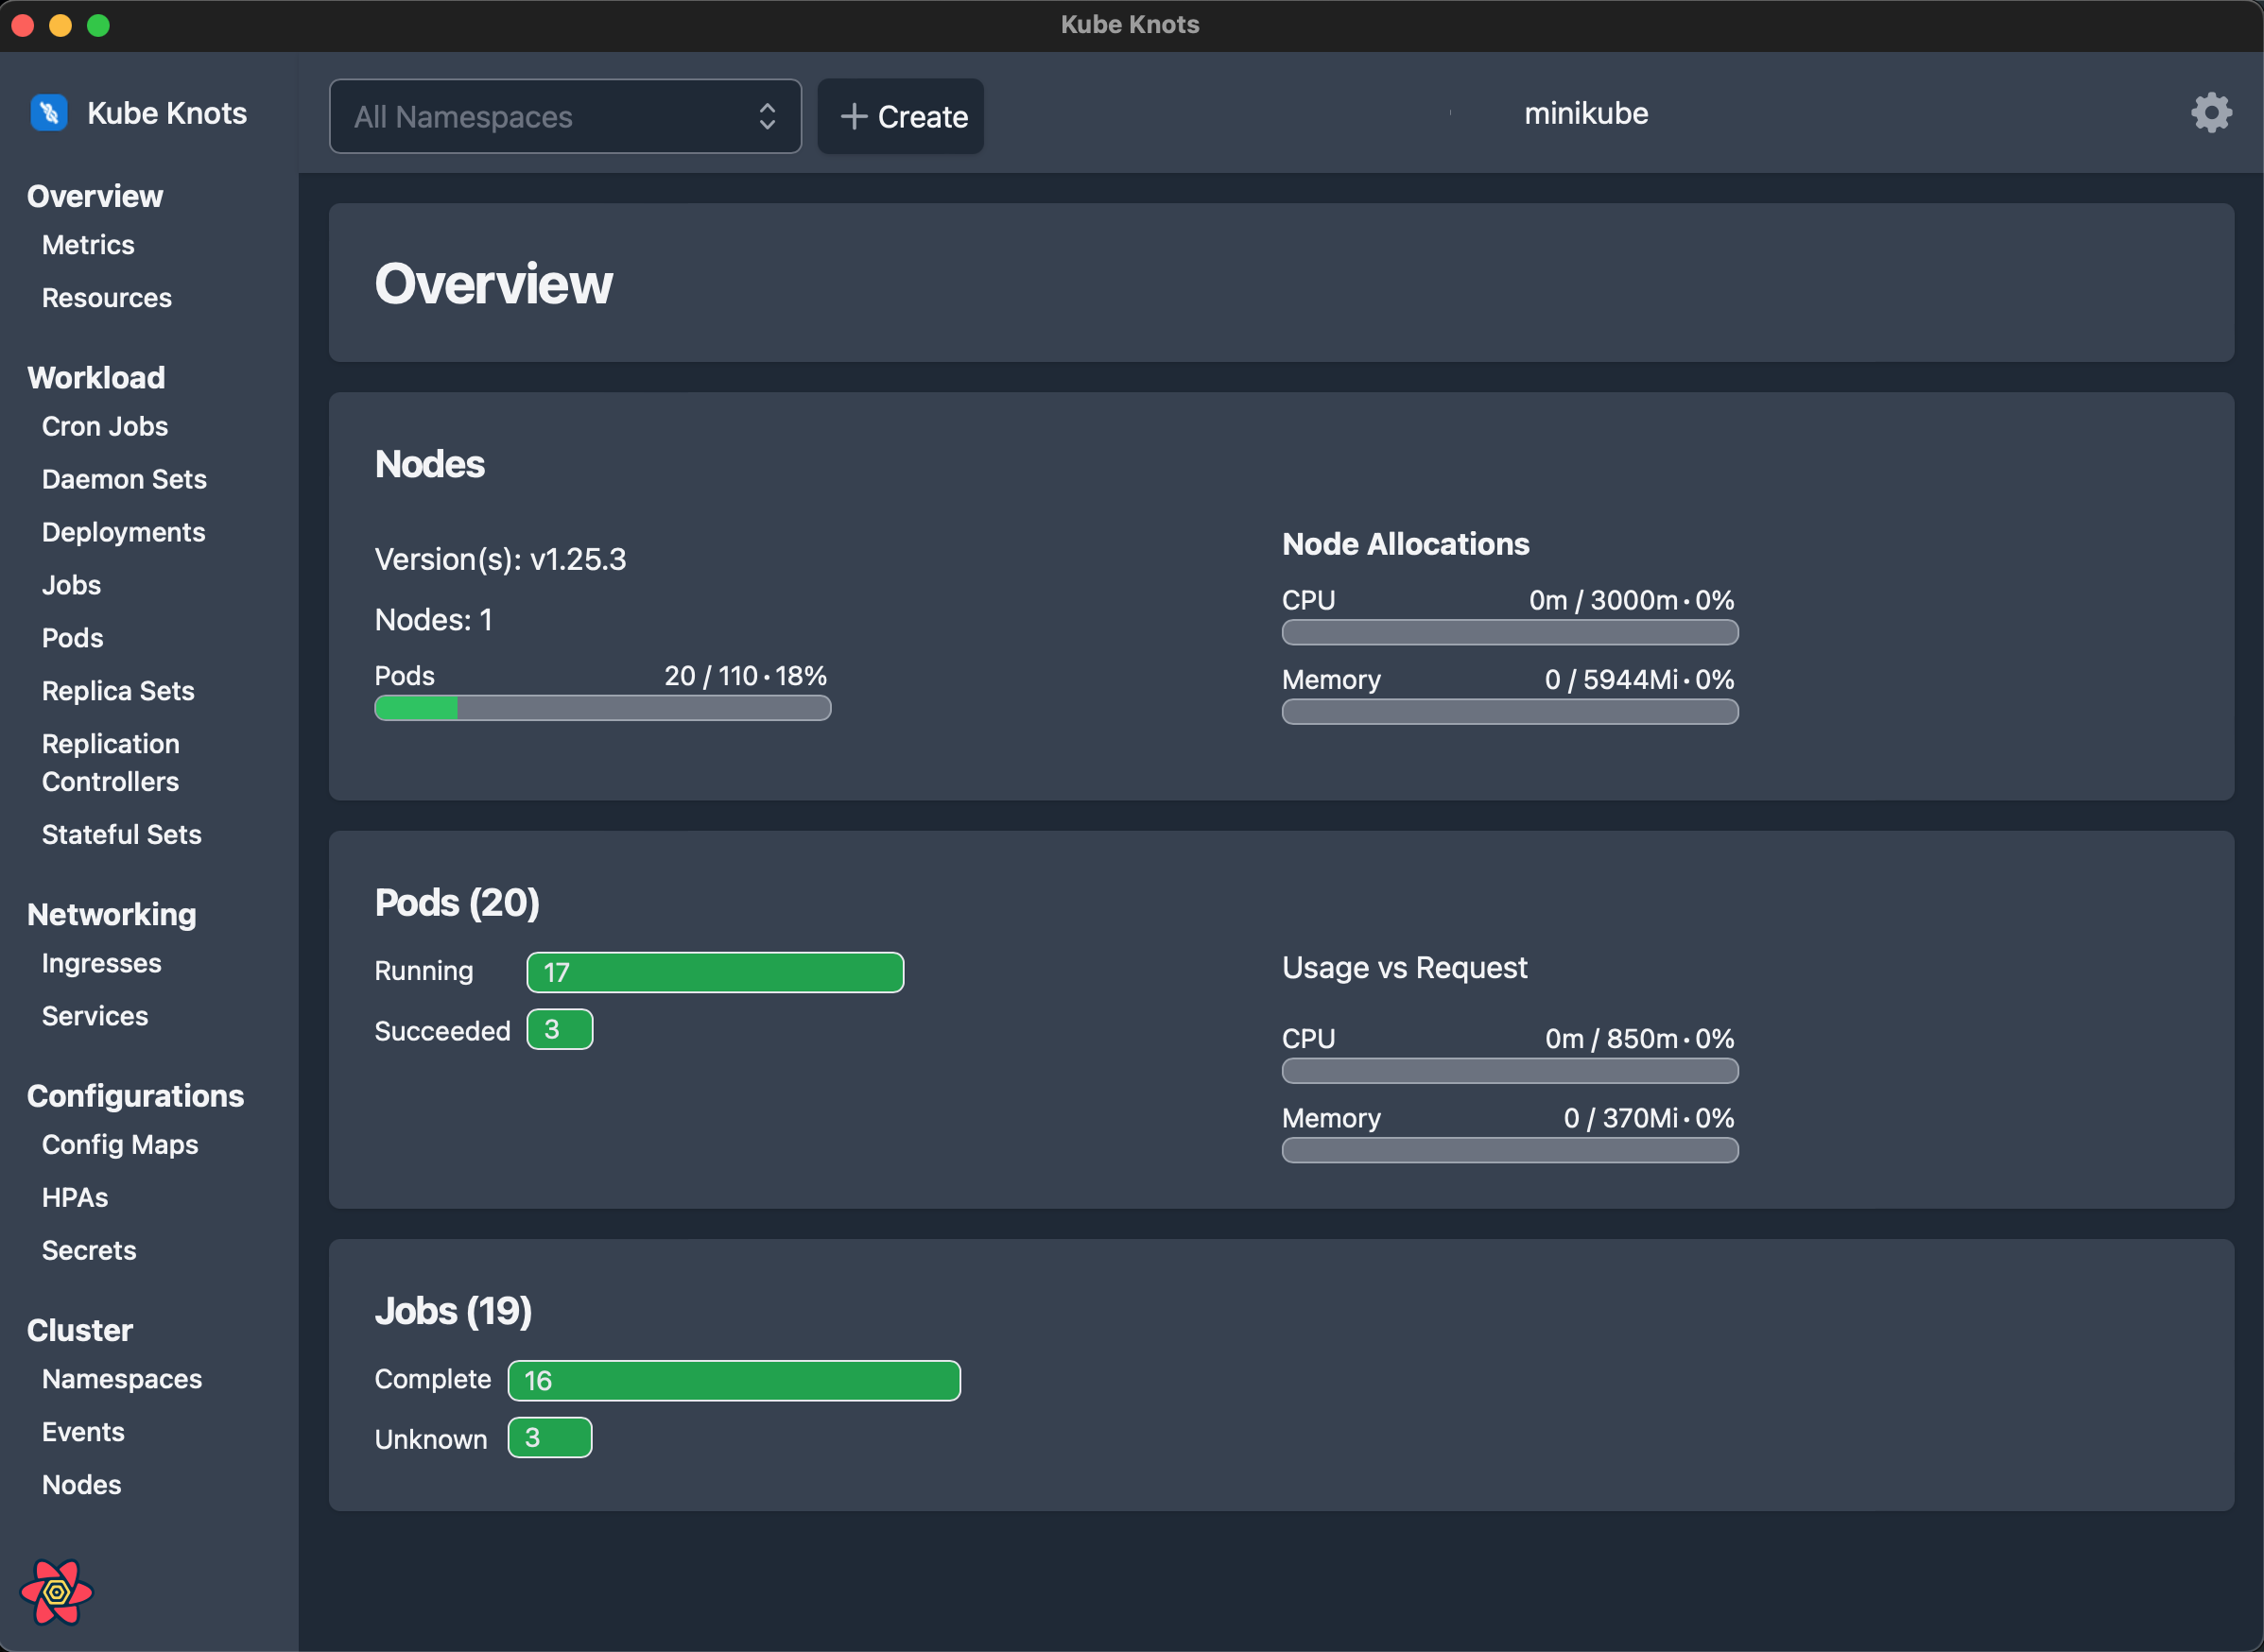 Kube Knots
Kube Knots
All Namespaces
Create
minikube
Overview
Metrics
Resources
Workload
Cron Jobs
Daemon Sets
Deployments
Jobs
Pods
Replica Sets
Replication
Controllers
Stateful Sets
Networking
Ingresses
Services
Configurations
Config Maps
HPAs
Secrets
Cluster
Namespaces
Events
Nodes
Overview
Nodes
Version(s): v1.25.3
Nodes: 1
Pods 20 / 110 • 18%
Node Allocations
CPU 0m / 3000m • 0%
Memory 0 / 5944Mi • 0%
Pods (20)
Running 17
Succeeded 3
Usage vs Request
CPU 0m / 850m • 0%
Memory 0 / 370Mi • 0%
Jobs (19)
Complete 16
Unknown 3